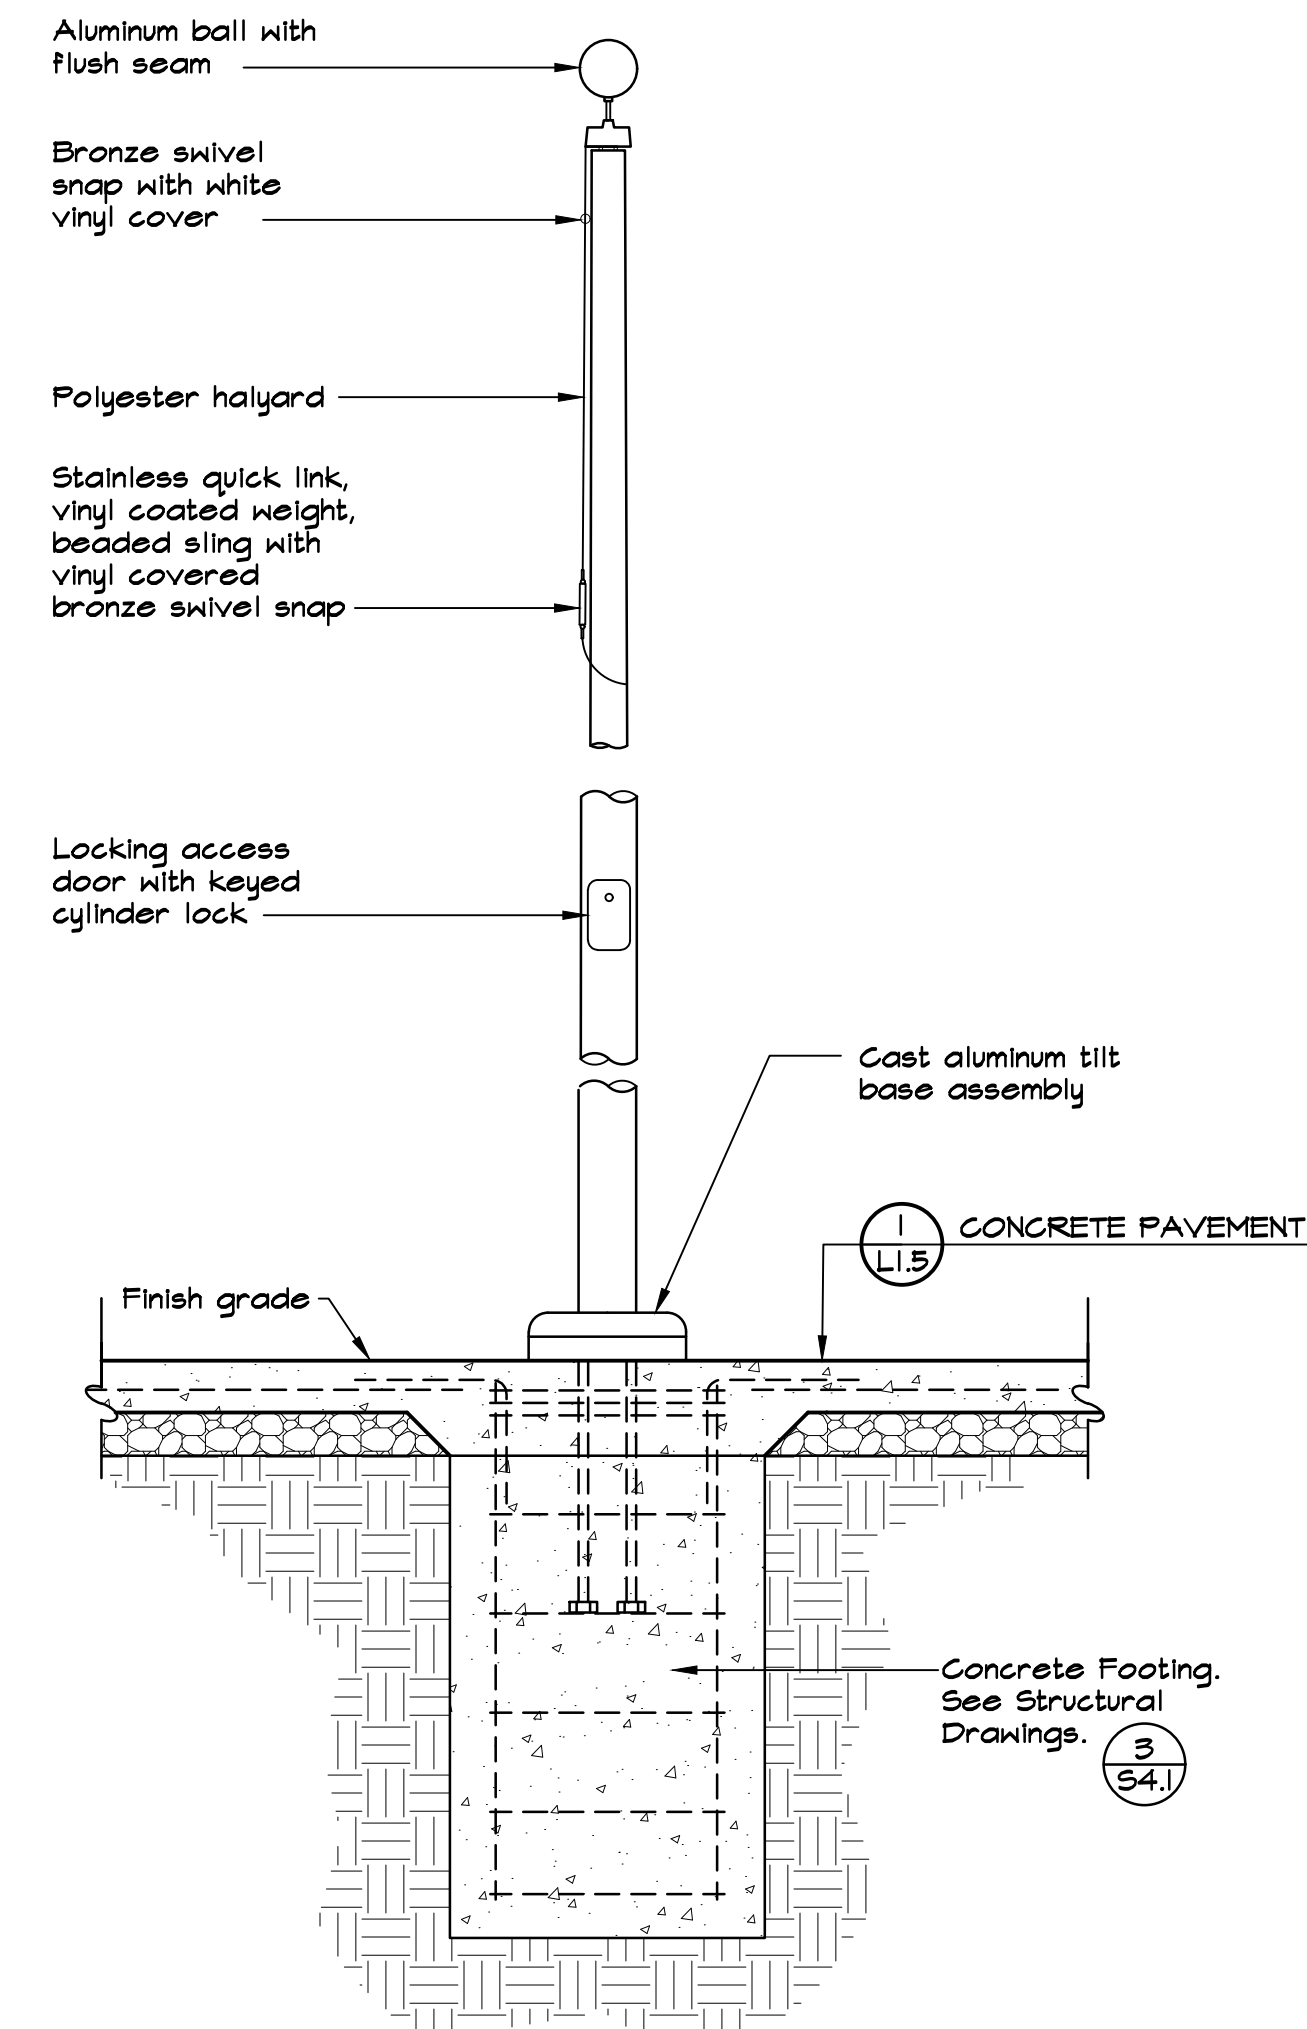 Aluminum ball with
flush seam
Bronze swivel
snap with white
vinyl cover
Polyester halyard
Stainless quick link,
vinyl coated weight,
beaded sling with
vinyl covered
bronze swivel snap
Locking access
door with keyed
cylinder lock
Cast aluminum tilt
base assembly
1
L1.5
CONCRETE PAVEMENT
Finish grade
Concrete Footing.
See Structural
Drawings.
3
S4.1